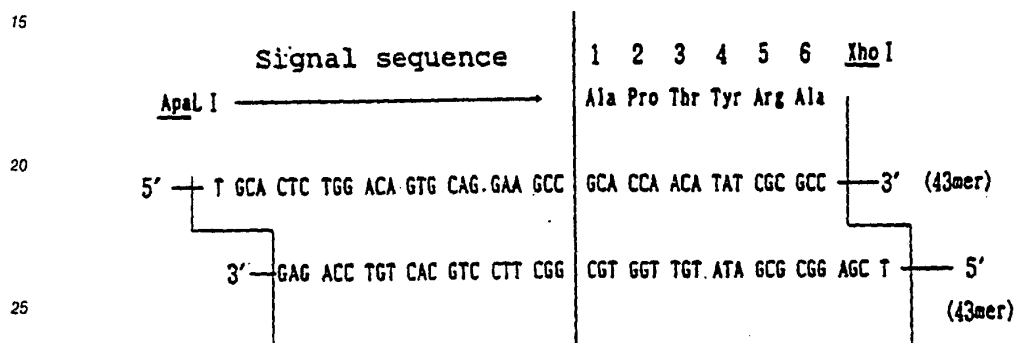 15
Signal sequence 1 2 3 4 5 6 Xho I
ApaL I Ala Pro Thr Tyr Arg Ala
20
5′ T GCA CTC TGG ACA GTG CAG GAA GCC GCA CCA ACA TAT CGC GCC 3′ (43mer)
3′ GAG ACC TGT CAC GTC CTT CGG CGT GGT TGT ATA GCG CGG AGC T 5′
25
(43mer)